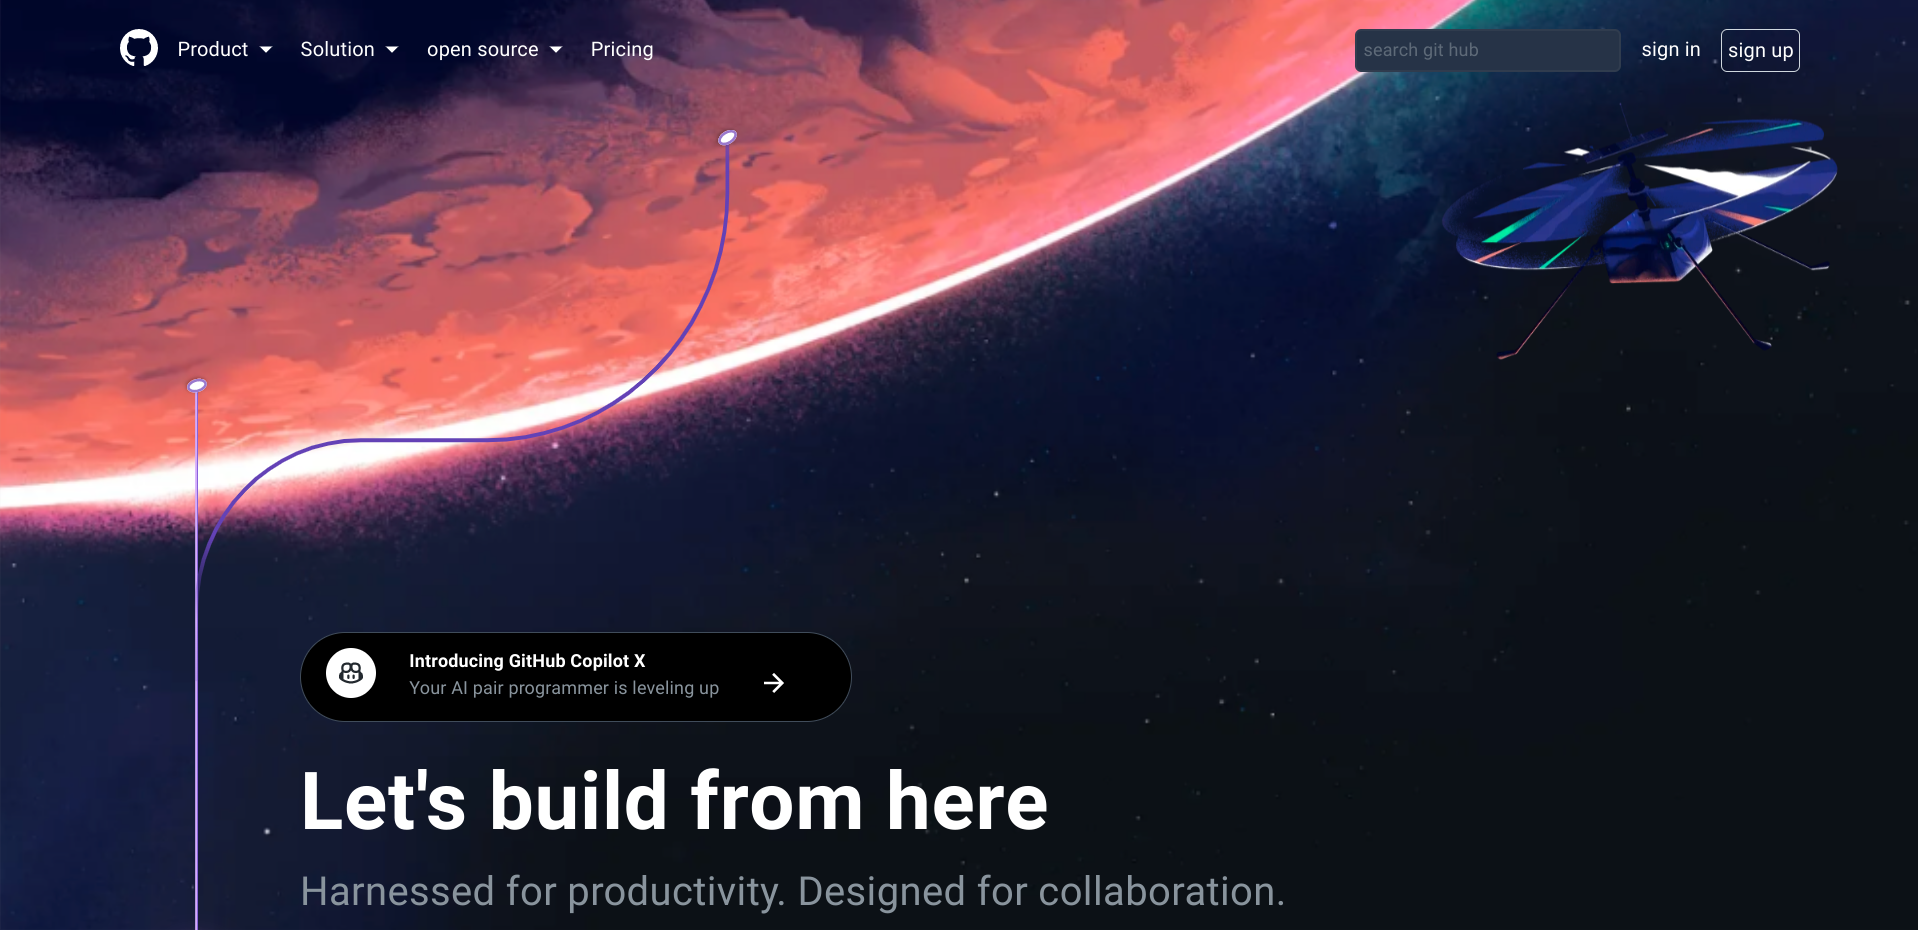 Product Solution open source Pricing search git hub sign in sign up
Introducing GitHub Copilot X
Your AI pair programmer is leveling up
Let's build from here
Harnessed for productivity. Designed for collaboration.